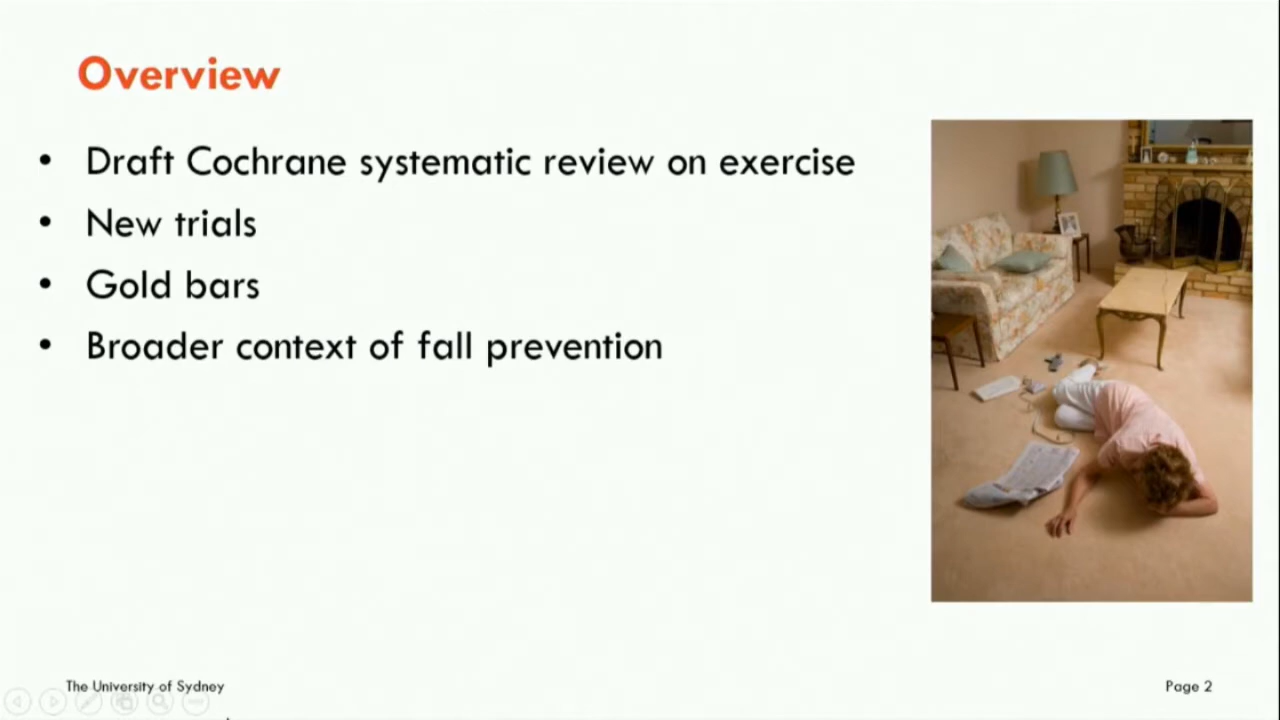 Overview
• Draft Cochrane systematic review on exercise
• New trials
• Gold bars
• Broader context of fall prevention
The University of Sydney
Page 2